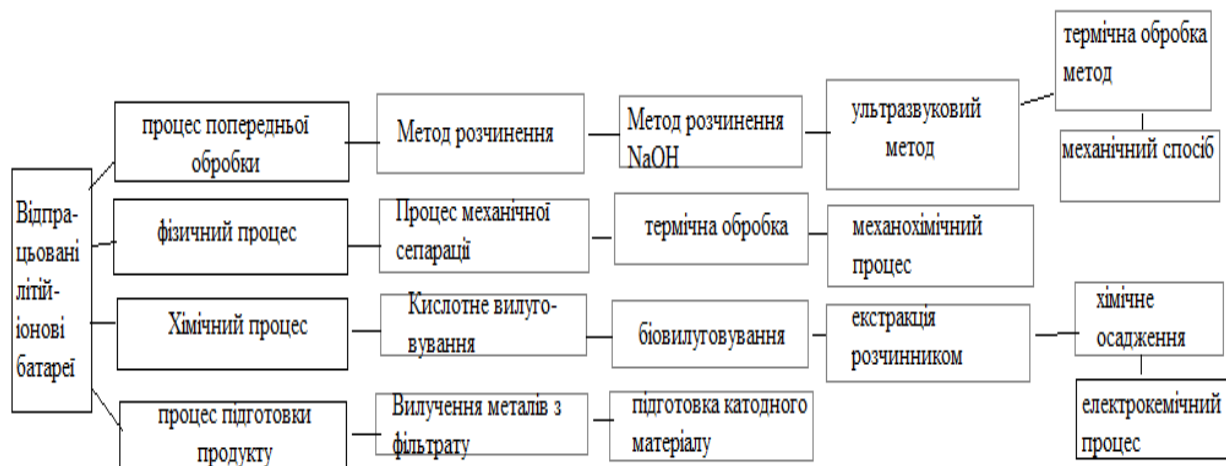 Відпра-
цьовані
літій-
іонові
батареї
процес попередньої
обробки
Метод розчинення
Метод розчинення
NaOH
ультразвуковий
метод
термічна обробка
метод
механічний спосіб
фізичний процес
Процес механічної
сепарації
термічна обробка
механохімічний
процес
Хімічний процес
Кислотне вилуго-
вування
біовилуговування
екстракція
розчинником
хімічне
осадження
електрокемічний
процес
процес підготовки
продукту
Вилучення металів з
фільтрату
підготовка катодного
матеріалу